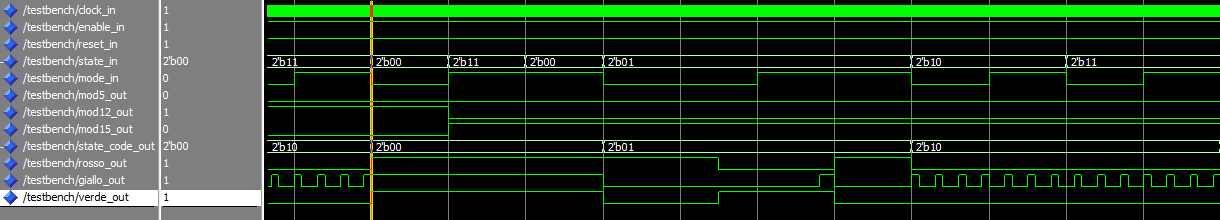 /testbench/clock_in 1
/testbench/enable_in 1
/testbench/reset_in 1
/testbench/state_in 2'b00 2'b11 2'b00 2'b11 2'b00 2'b01 2'b10 2'b11
/testbench/mode_in 0
/testbench/mod5_out 0
/testbench/mod12_out 1
/testbench/mod15_out 0
/testbench/state_code_out 2'b00 2'b10 2'b00 2'b01 2'b10
/testbench/rosso_out 1
/testbench/giallo_out 1
/testbench/verde_out 1